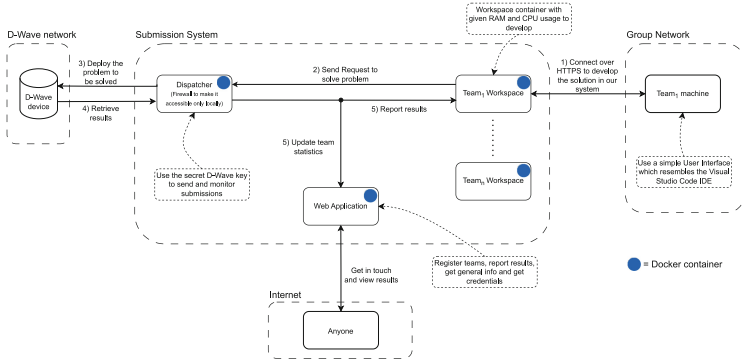 Workspace container with
given RAM and CPU usage to
develop
D-Wave network
Submission System
Group Network
3) Deploy the
problem to
be solved
2) Send Request to
solve problem
1) Connect over
HTTPS to develop
the solution in our
system
D-Wave
device
Dispatcher
(Firewall to make it
accessible only locally)
Team1 Workspace
Team1 machine
4) Retrieve
results
5) Report results
5) Update team
statistics
Use the secret D-Wave key
to send and monitor
submissions
Teamn Workspace
Use a simple User Interface
which resembles the Visual
Studio Code IDE
Web Application
Register teams, report results,
get general info and get
credentials
= Docker container
Get in touch
and view results
Internet
Anyone